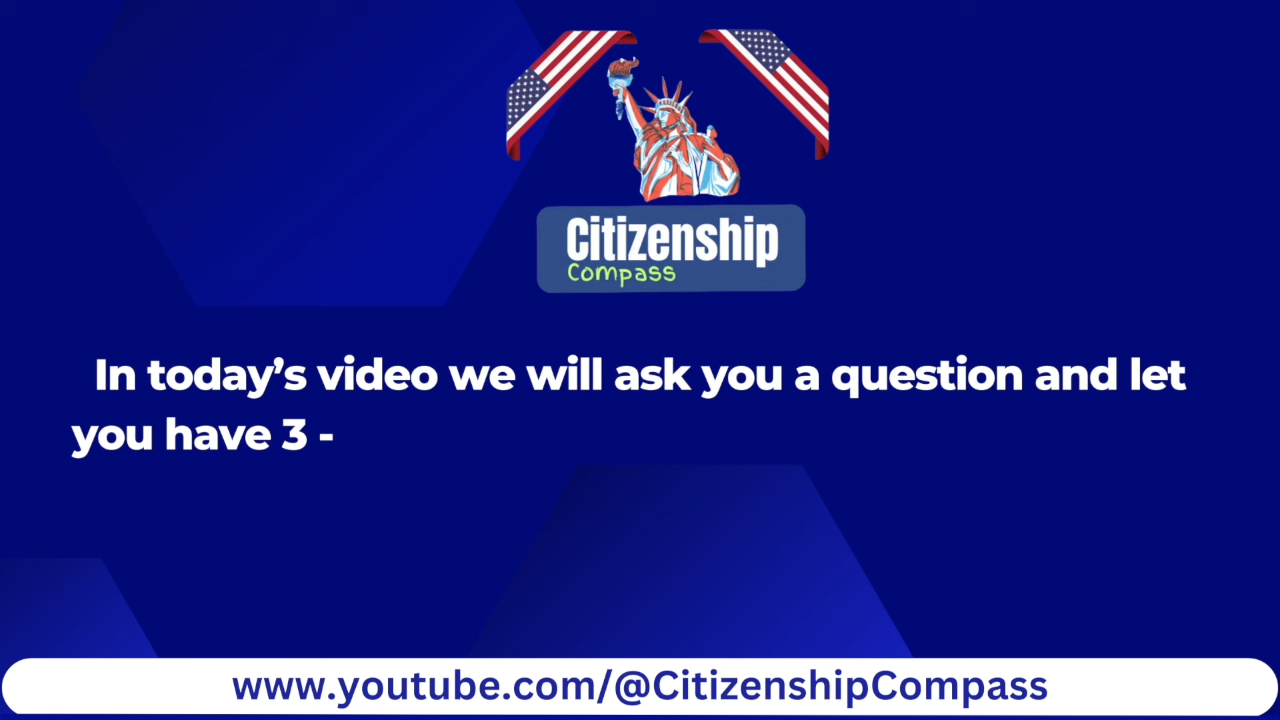 Citizenship
Compass
In today’s video we will ask you a question and let
you have 3 -
www.youtube.com/@CitizenshipCompass